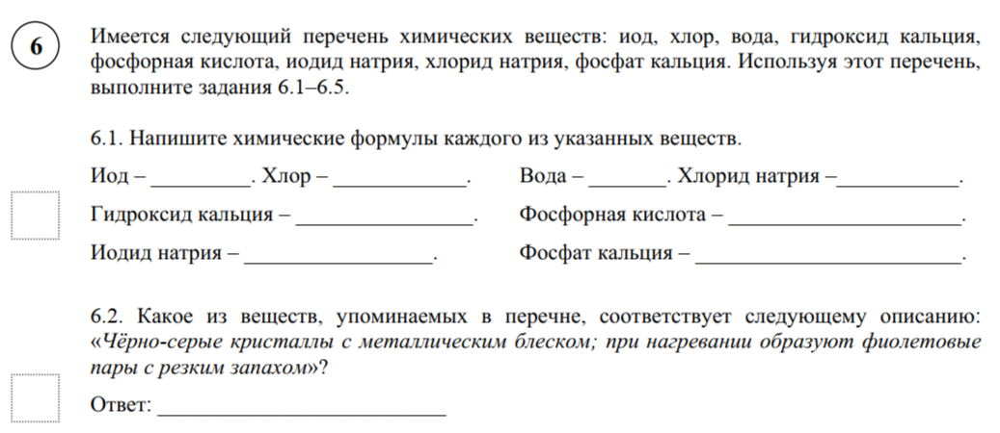 6
Имеется следующий перечень химических веществ: иод, хлор, вода, гидроксид кальция,
фосфорная кислота, иодид натрия, хлорид натрия, фосфат кальция. Используя этот перечень,
выполните задания 6.1–6.5.
6.1. Напишите химические формулы каждого из указанных веществ.
Иод – _________. Хлор – ____________. Вода – _______. Хлорид натрия –___________.
Гидроксид кальция – ________________. Фосфорная кислота – _____________________.
Иодид натрия – _________________. Фосфат кальция – ________________________.
6.2. Какое из веществ, упоминаемых в перечне, соответствует следующему описанию:
«Чёрно-серые кристаллы с металлическим блеском; при нагревании образуют фиолетовые
пары с резким запахом»?
Ответ: __________________________